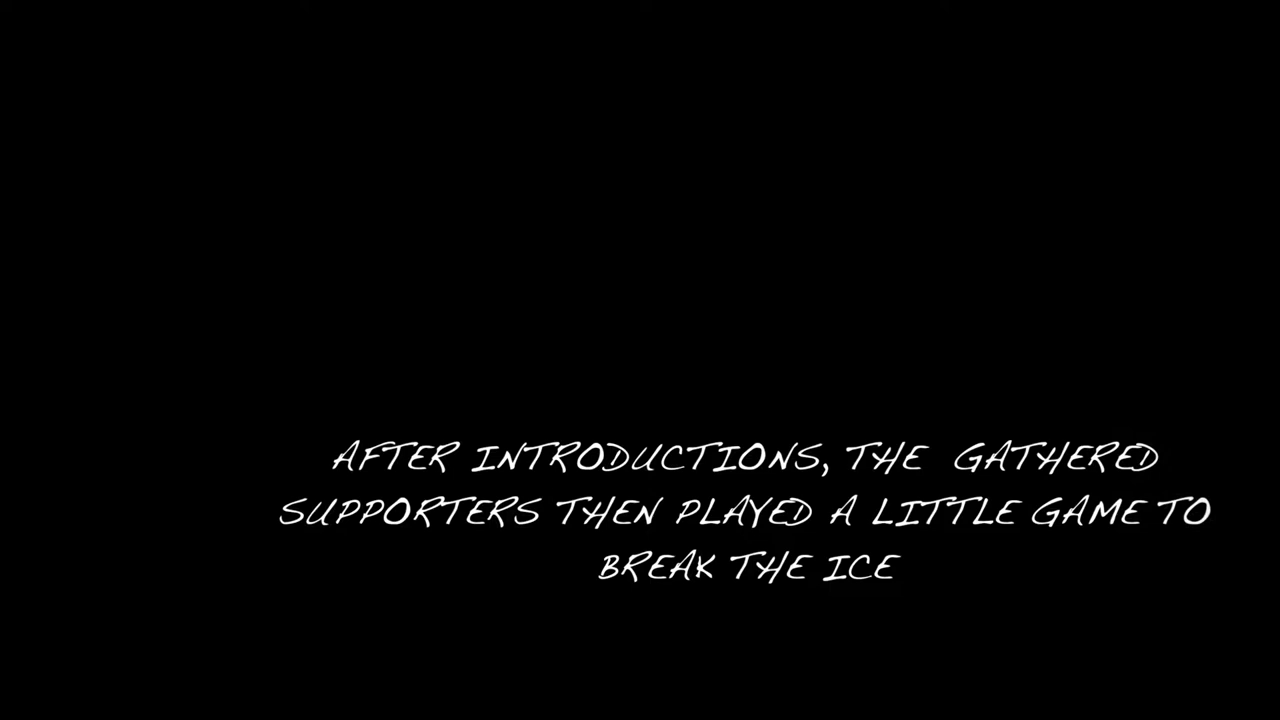 AFTER INTRODUCTIONS, THE GATHERED
SUPPORTERS THEN PLAYED A LITTLE GAME TO
BREAK THE ICE